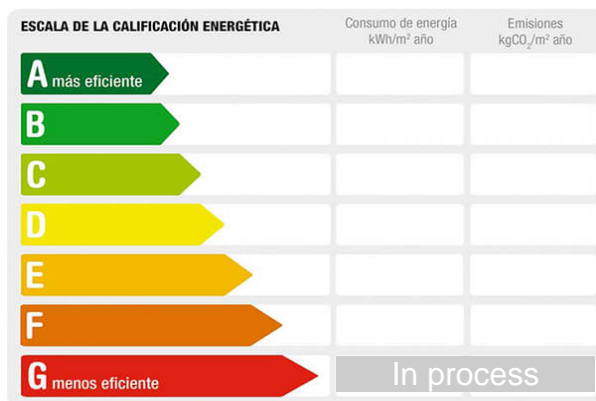 ESCALA DE LA CALIFICACIÓN ENERGÉTICA
Consumo de energía
kWh/m² año
Emisiones
kgCO₂/m² año
A más eficiente
B
C
D
E
F
G menos eficiente
In process